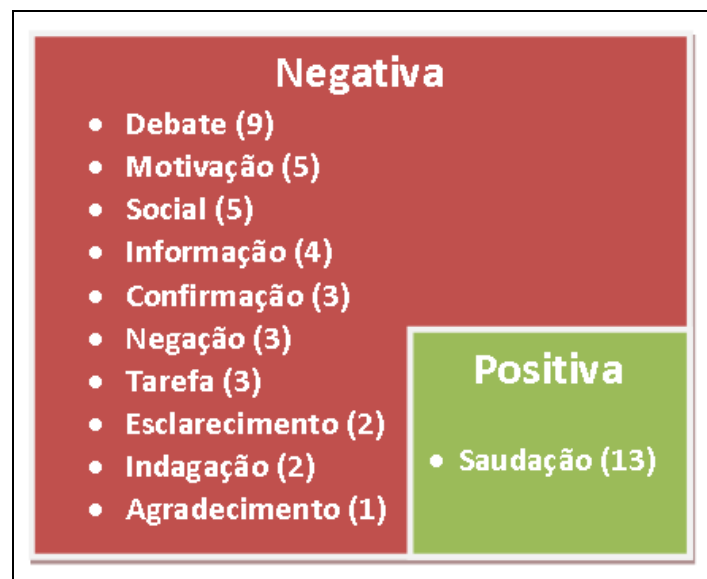 Negativa
• Debate (9)
• Motivação (5)
• Social (5)
• Informação (4)
• Confirmação (3)
• Negação (3)
• Tarefa (3)
• Esclarecimento (2)
• Indagação (2)
• Agradecimento (1)
Positiva
• Saudação (13)